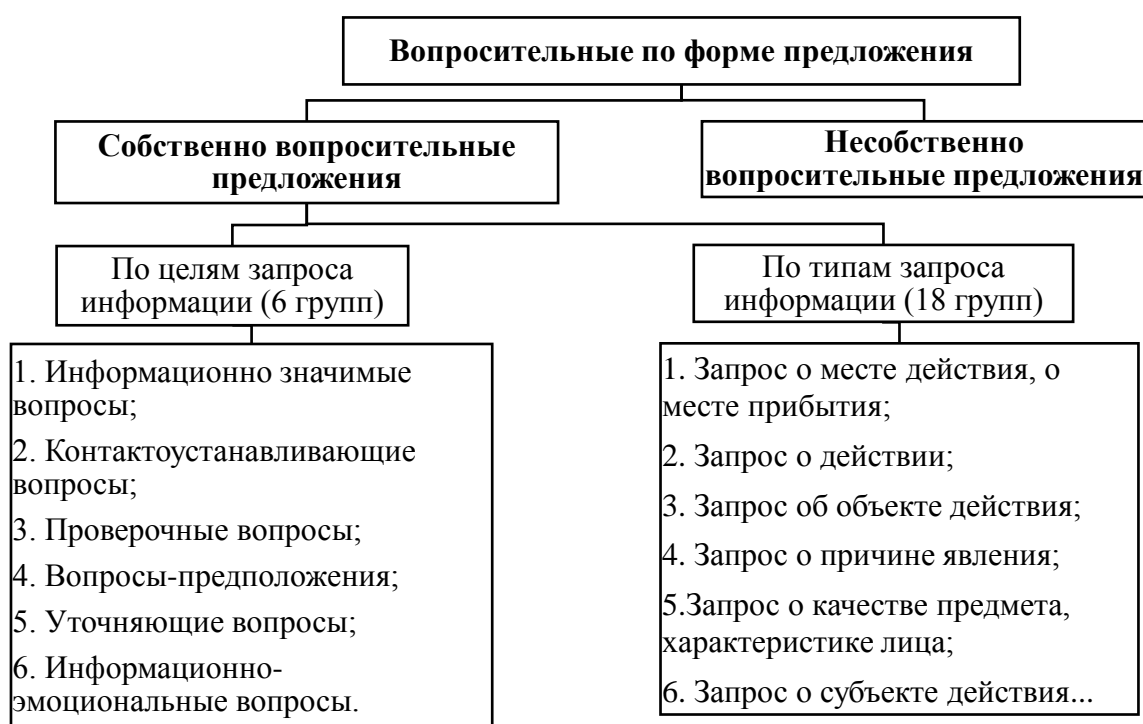 Вопросительные по форме предложения
Собственно вопросительные
предложения
Несобственно
вопросительные предложения
По целям запроса
информации (6 групп)
По типам запроса
информации (18 групп)
1. Информационно значимые
вопросы;
2. Контактоустанавливающие
вопросы;
3. Проверочные вопросы;
4. Вопросы-предположения;
5. Уточняющие вопросы;
6. Информационно-
эмоциональные вопросы.
1. Запрос о месте действия, о
месте прибытия;
2. Запрос о действии;
3. Запрос об объекте действия;
4. Запрос о причине явления;
5.Запрос о качестве предмета,
характеристике лица;
6. Запрос о субъекте действия...